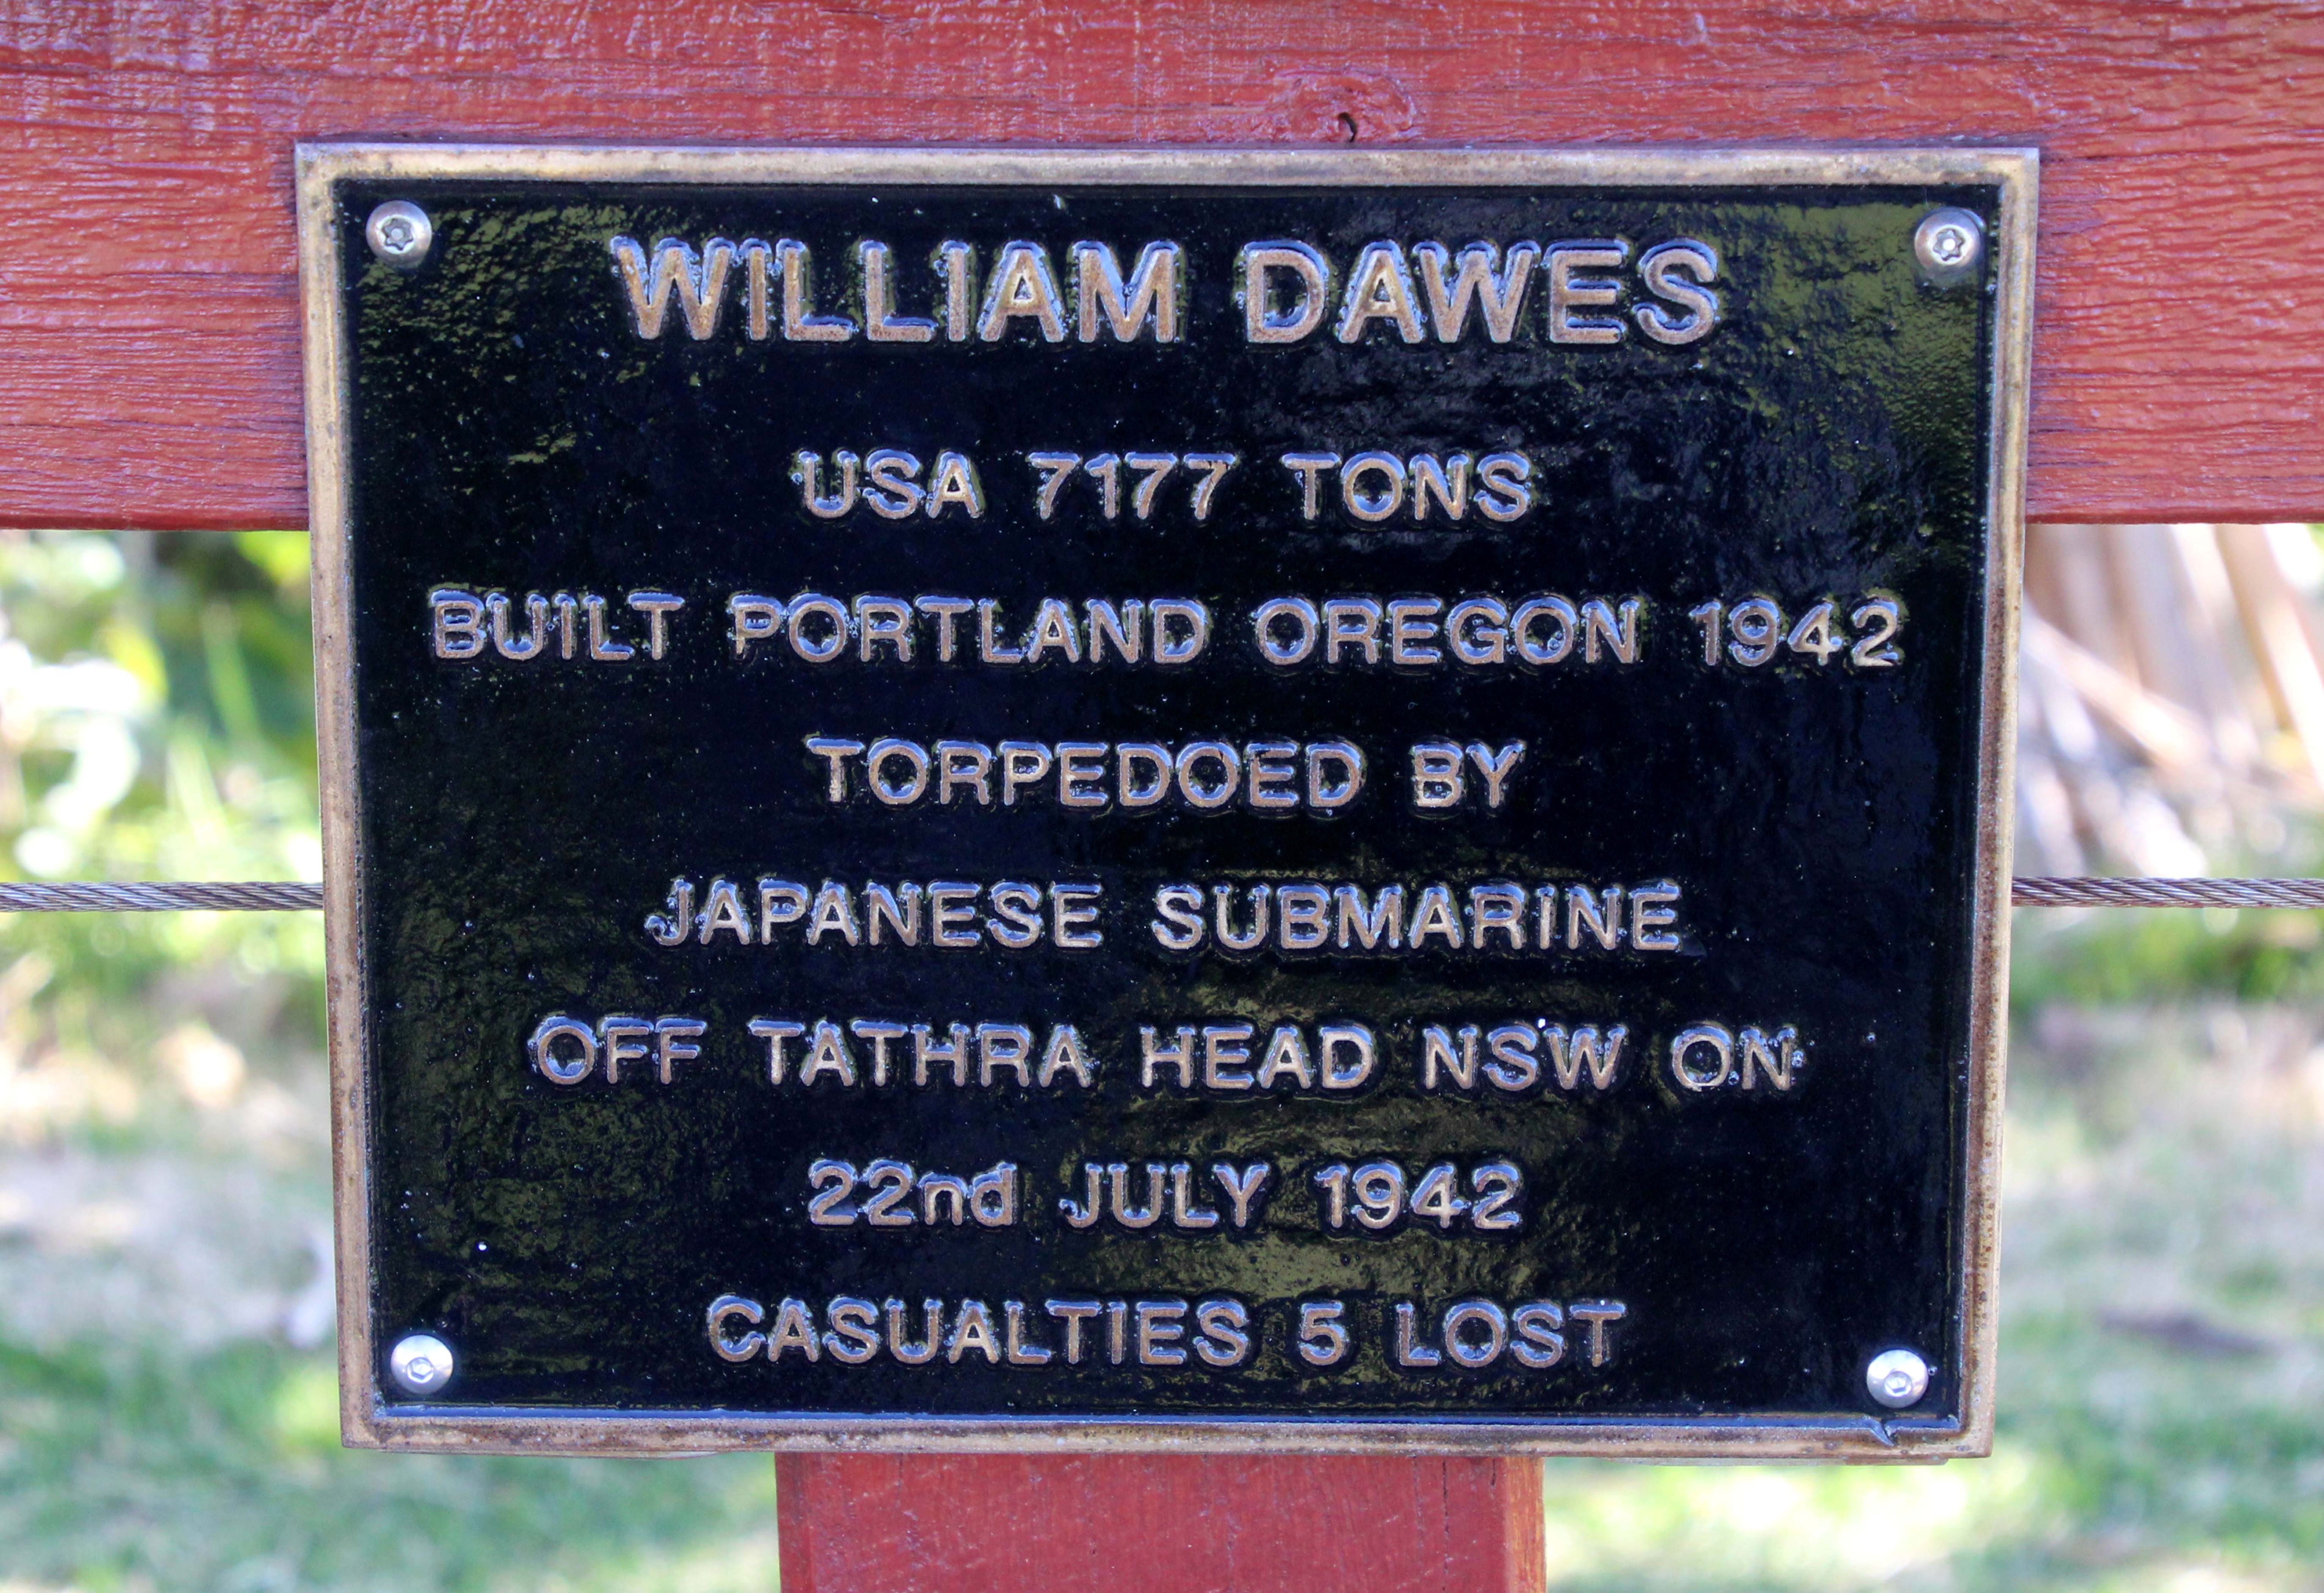 WILLIAM DAWES
USA 7177 TONS
BUILT PORTLAND OREGON 1942
TORPEDOED BY
JAPANESE SUBMARINE
OFF TATHRA HEAD NSW ON
22nd JULY 1942
CASUALTIES 5 LOST